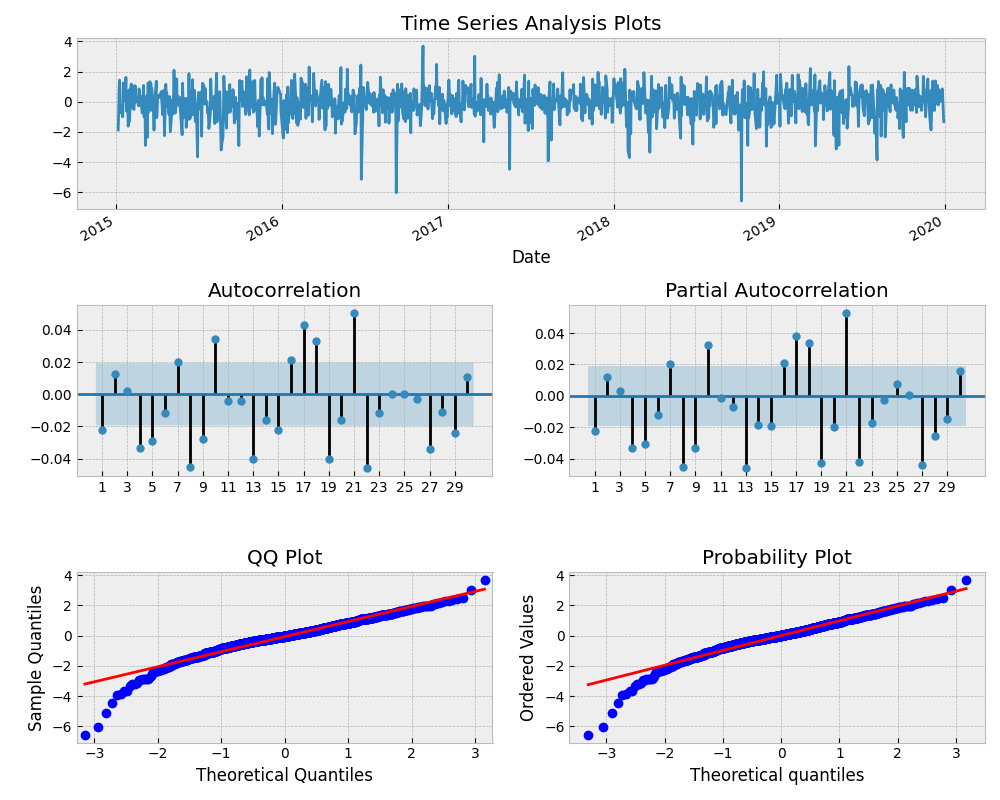 Time Series Analysis Plots
4
2
0
−2
−4
−6
2015 2016 2017 2018 2019 2020
Date
Autocorrelation
0.04
0.02
0.00
−0.02
−0.04
1 3 5 7 9 11 13 15 17 19 21 23 25 27 29
Partial Autocorrelation
0.04
0.02
0.00
−0.02
−0.04
1 3 5 7 9 11 13 15 17 19 21 23 25 27 29
QQ Plot
Sample Quantiles
4
2
0
−2
−4
−6
−3 −2 −1 0 1 2 3
Theoretical Quantiles
Probability Plot
Ordered Values
4
2
0
−2
−4
−6
−3 −2 −1 0 1 2 3
Theoretical quantiles